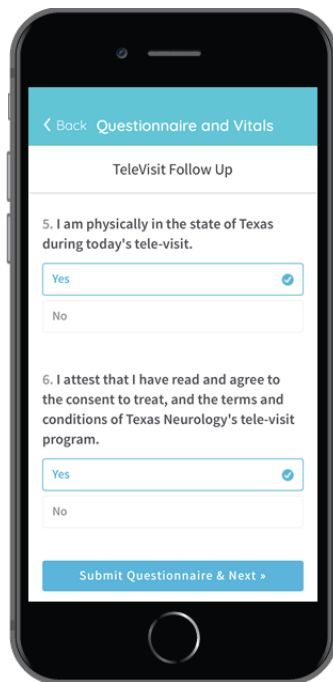 Back Questionnaire and Vitals
TeleVisit Follow Up
5. I am physically in the state of Texas
during today's tele-visit.
Yes
No
6. I attest that I have read and agree to
the consent to treat, and the terms and
conditions of Texas Neurology's tele-visit
program.
Yes
No
Submit Questionnaire & Next »